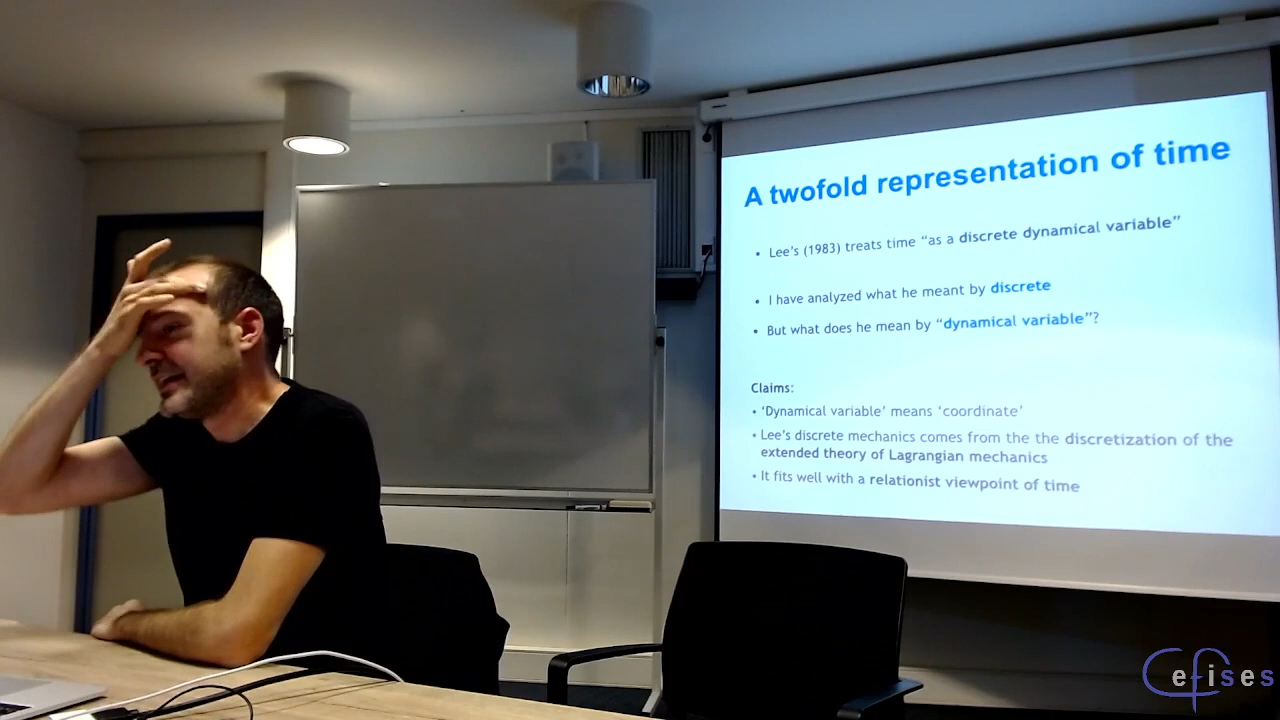 A twofold representation of time
• Lee's (1983) treats time “as a discrete dynamical variable”
• I have analyzed what he meant by discrete
• But what does he mean by “dynamical variable”?
Claims:
• ‘Dynamical variable’ means ‘coordinate’
• Lee's discrete mechanics comes from the the discretization of the
extended theory of Lagrangian mechanics
• It fits well with a relationist viewpoint of time
Cefises